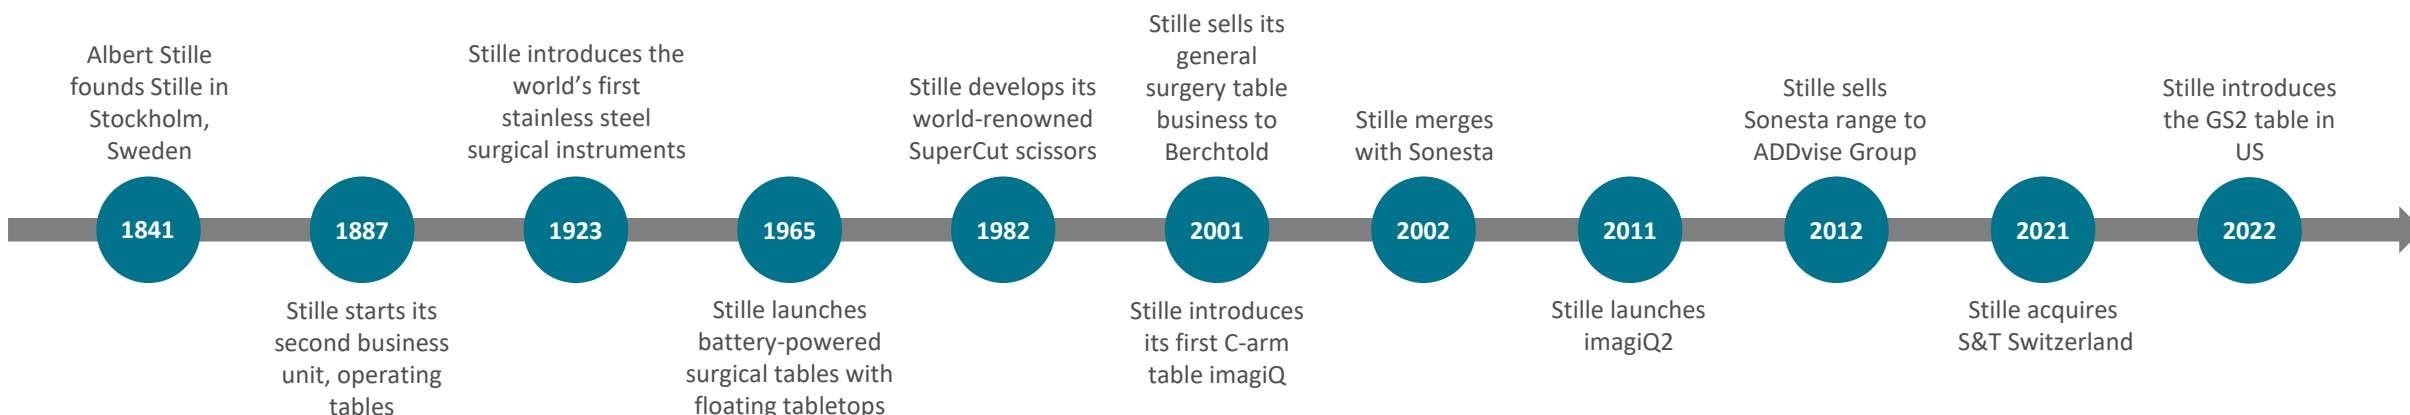 Albert Stille
founds Stille in
Stockholm,
Sweden
1841
1887
Stille starts its
second business
unit, operating
tables
Stille introduces the
world’s first
stainless steel
surgical instruments
1923
1965
Stille launches
battery-powered
surgical tables with
floating tabletops
Stille develops its
world-renowned
SuperCut scissors
1982
Stille sells its
general
surgery table
business to
Berchtold
2001
Stille introduces
its first C-arm
table imagiQ
Stille merges
with Sonesta
2002
2011
Stille launches
imagiQ2
Stille sells
Sonesta range to
ADDvise Group
2012
2021
Stille acquires
S&T Switzerland
Stille introduces
the GS2 table in
US
2022